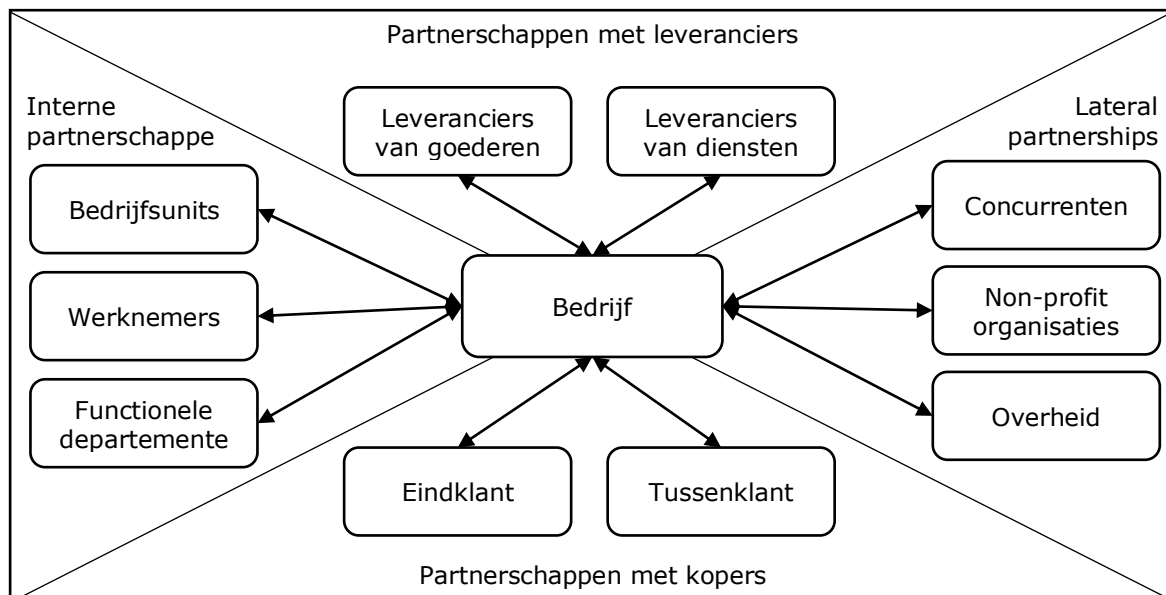 Partnerschappen met leveranciers
Interne
partnerschappe
Leveranciers
van goederen
Leveranciers
van diensten
Lateral
partnerships
Bedrijfsunits
Werknemers
Functionele
departemente
Bedrijf
Concurrenten
Non-profit
organisaties
Overheid
Eindklant
Tussenklant
Partnerschappen met kopers